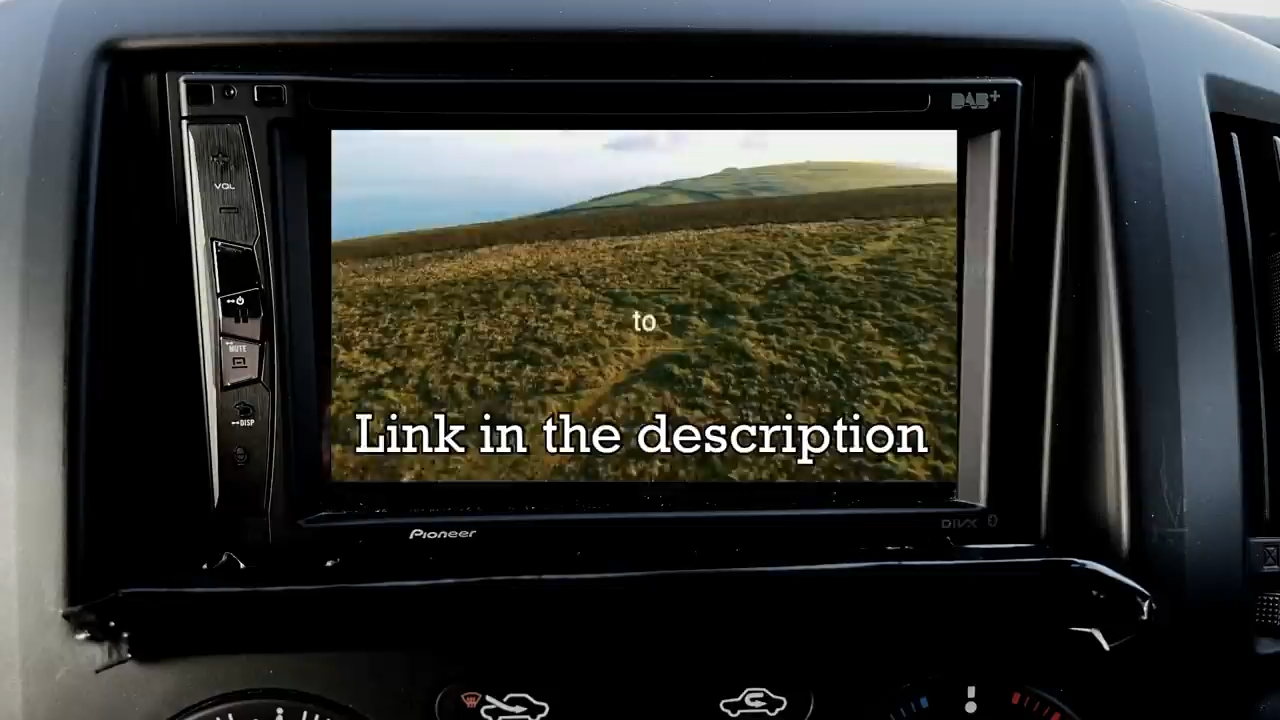 DAB+
VOL
MUTE
DISP
to
Link in the description
Pioneer
DIVX